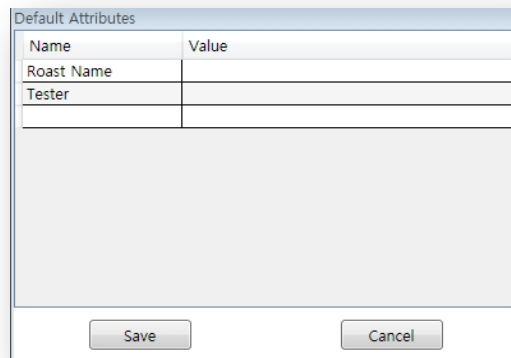 Default Attributes
Name Value
Roast Name
Tester
Save Cancel